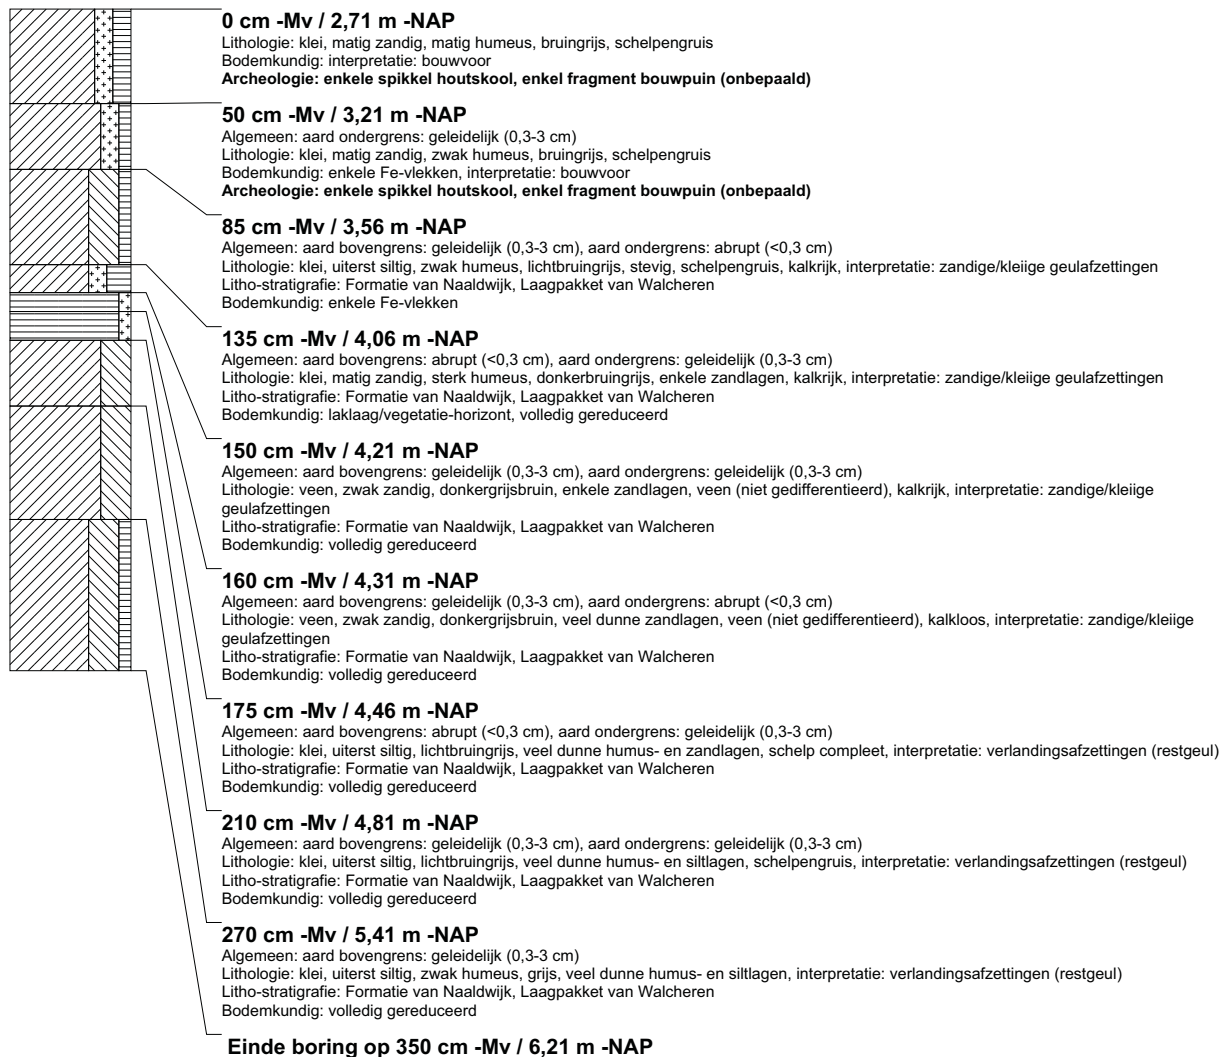 0 cm -Mv / 2,71 m -NAP
Lithologie: klei, matig zandig, matig humeus, bruingrijs, schelpengruis
Bodemkundig: interpretatie: bouwvoor
Archeologie: enkele spikkel houtskool, enkel fragment bouwpuin (onbepaald)
50 cm -Mv / 3,21 m -NAP
Algemeen: aard ondergrens: geleidelijk (0,3-3 cm)
Lithologie: klei, matig zandig, zwak humeus, bruingrijs, schelpengruis
Bodemkundig: enkele Fe-vlekken, interpretatie: bouwvoor
Archeologie: enkele spikkel houtskool, enkel fragment bouwpuin (onbepaald)
85 cm -Mv / 3,56 m -NAP
Algemeen: aard bovengrens: geleidelijk (0,3-3 cm), aard ondergrens: abrupt (<0,3 cm)
Lithologie: klei, uiterst siltig, zwak humeus, lichtbruingrijs, stevig, schelpengruis, kalkrijk, interpretatie: zandige/kleiige geulafzettingen
Litho-stratigrafie: Formatie van Naaldwijk, Laagpakket van Walcheren
Bodemkundig: enkele Fe-vlekken
135 cm -Mv / 4,06 m -NAP
Algemeen: aard bovengrens: abrupt (<0,3 cm), aard ondergrens: geleidelijk (0,3-3 cm)
Lithologie: klei, matig zandig, sterk humeus, donkerbruingrijs, enkele zandlagen, kalkrijk, interpretatie: zandige/kleiige geulafzettingen
Litho-stratigrafie: Formatie van Naaldwijk, Laagpakket van Walcheren
Bodemkundig: laklaag/vegetatie-horizont, volledig gereduceerd
150 cm -Mv / 4,21 m -NAP
Algemeen: aard bovengrens: geleidelijk (0,3-3 cm), aard ondergrens: geleidelijk (0,3-3 cm)
Lithologie: veen, zwak zandig, donkergrijsbruin, enkele zandlagen, veen (niet gedifferentieerd), kalkrijk, interpretatie: zandige/kleiige
geulafzettingen
Litho-stratigrafie: Formatie van Naaldwijk, Laagpakket van Walcheren
Bodemkundig: volledig gereduceerd
160 cm -Mv / 4,31 m -NAP
Algemeen: aard bovengrens: geleidelijk (0,3-3 cm), aard ondergrens: abrupt (<0,3 cm)
Lithologie: veen, zwak zandig, donkergrijsbruin, veel dunne zandlagen, veen (niet gedifferentieerd), kalkloos, interpretatie: zandige/kleiige
geulafzettingen
Litho-stratigrafie: Formatie van Naaldwijk, Laagpakket van Walcheren
Bodemkundig: volledig gereduceerd
175 cm -Mv / 4,46 m -NAP
Algemeen: aard bovengrens: abrupt (<0,3 cm), aard ondergrens: geleidelijk (0,3-3 cm)
Lithologie: klei, uiterst siltig, lichtbruingrijs, veel dunne humus- en zandlagen, schelp compleet, interpretatie: verlandingsafzettingen (restgeul)
Litho-stratigrafie: Formatie van Naaldwijk, Laagpakket van Walcheren
Bodemkundig: volledig gereduceerd
210 cm -Mv / 4,81 m -NAP
Algemeen: aard bovengrens: geleidelijk (0,3-3 cm), aard ondergrens: geleidelijk (0,3-3 cm)
Lithologie: klei, uiterst siltig, lichtbruingrijs, veel dunne humus- en siltlagen, schelpengruis, interpretatie: verlandingsafzettingen (restgeul)
Litho-stratigrafie: Formatie van Naaldwijk, Laagpakket van Walcheren
Bodemkundig: volledig gereduceerd
270 cm -Mv / 5,41 m -NAP
Algemeen: aard bovengrens: geleidelijk (0,3-3 cm)
Lithologie: klei, uiterst siltig, zwak humeus, grijs, veel dunne humus- en siltlagen, interpretatie: verlandingsafzettingen (restgeul)
Litho-stratigrafie: Formatie van Naaldwijk, Laagpakket van Walcheren
Bodemkundig: volledig gereduceerd
Einde boring op 350 cm -Mv / 6,21 m -NAP